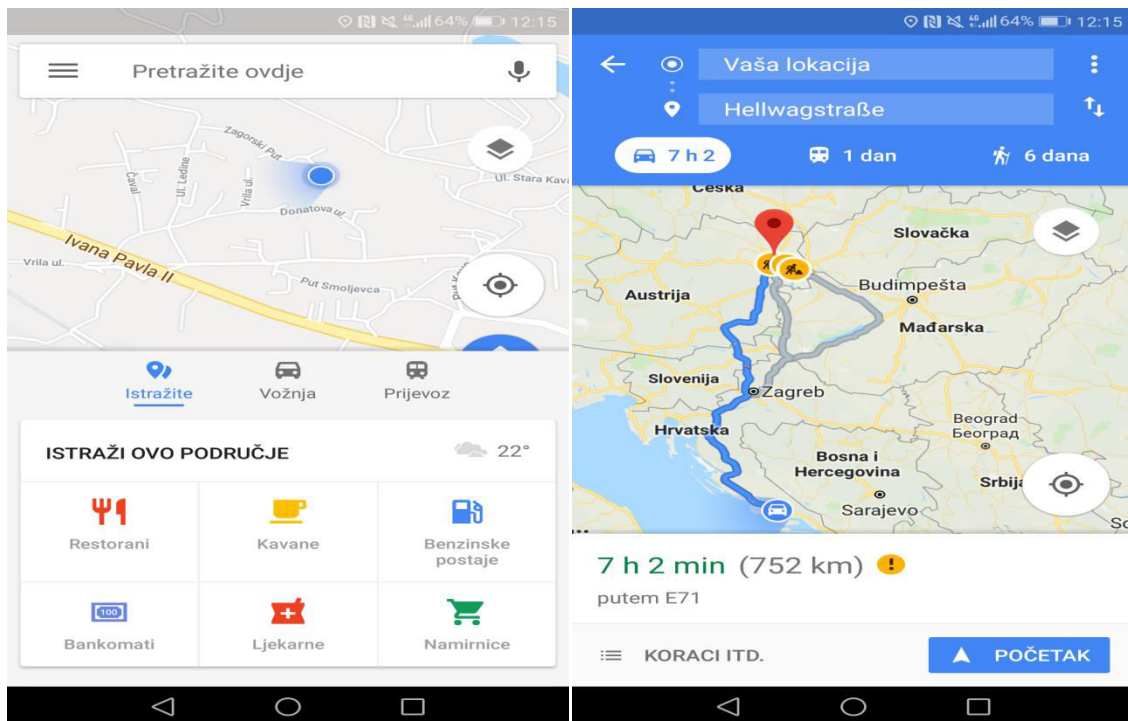 64% 12:15
Pretražite ovdje
Zagorski Put
Čaval
Ul. Ledine
Vrila ul.
Ul. Stara Kava
Donatova ul.
Ivana Pavla II
Vrila ul.
Put Smoljevca
Istražite
Vožnja
Prijevoz
ISTRAŽI OVO PODRUČJE
22°
Restorani
Kavane
Benzinske
postaje
100
Bankomati
Ljekarne
Namirnice
64% 12:15
Vaša lokacija
Hellwagstraße
7 h 2
1 dan
6 dana
Češka
Slovačka
Budimpešta
Austrija
Mađarska
Slovenija
Zagreb
Beograd
Београд
Hrvatska
Bosna i
Hercegovina
Srbij
Sarajevo
7 h 2 min (752 km)
putem E71
KORACI ITD.
POČETAK